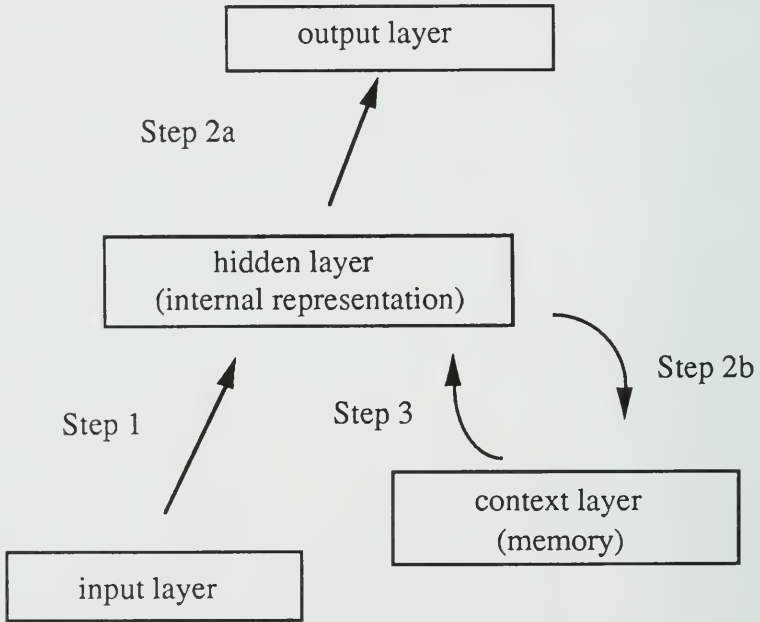 output layer
Step 2a
hidden layer
(internal representation)
Step 2b
Step 3
Step 1
context layer
(memory)
input layer